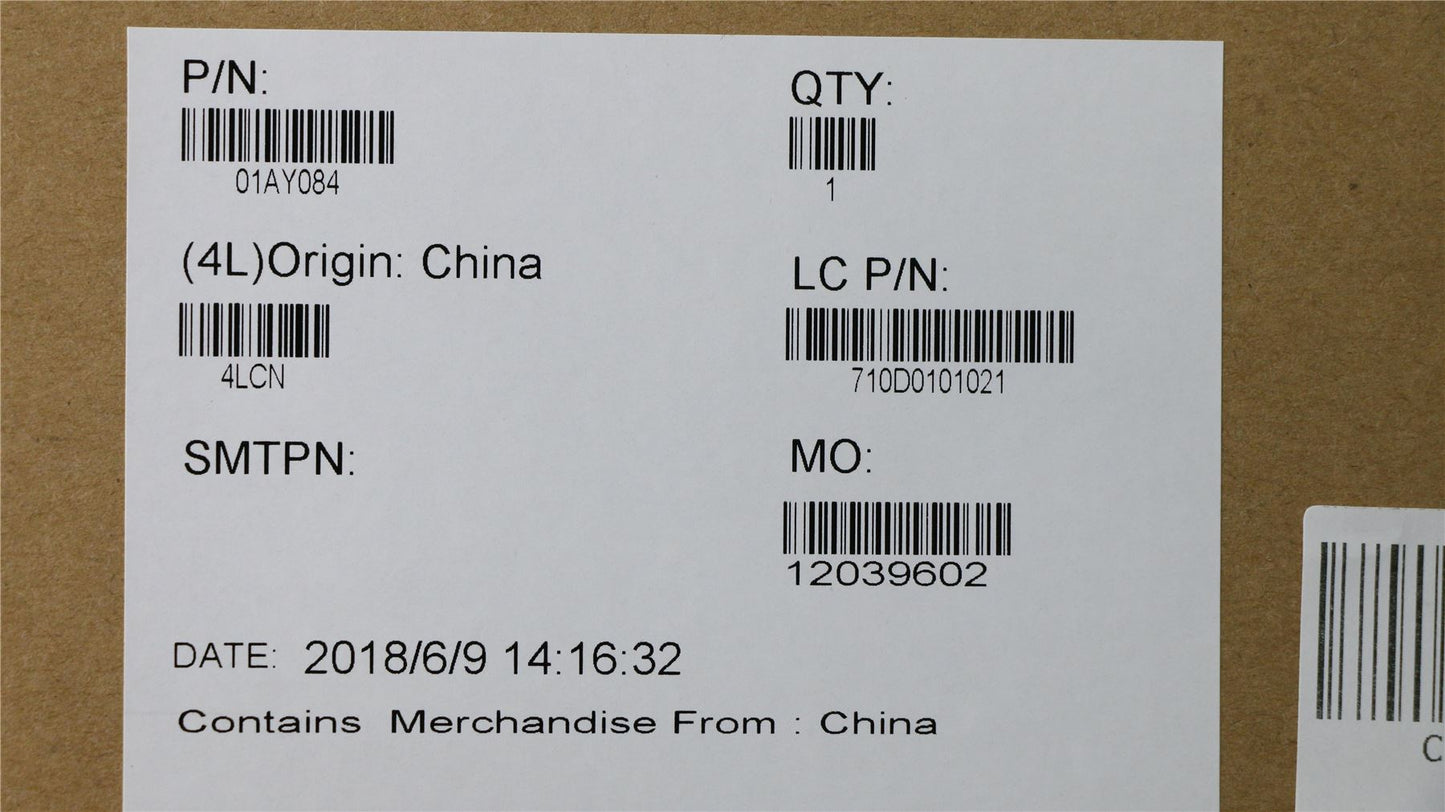 P/N:
01AY084
QTY:
1
(4L)Origin: China
4LCN
LC P/N:
710D0101021
SMTPN:
MO:
12039602
DATE: 2018/6/9 14:16:32
Contains Merchandise From : China
C